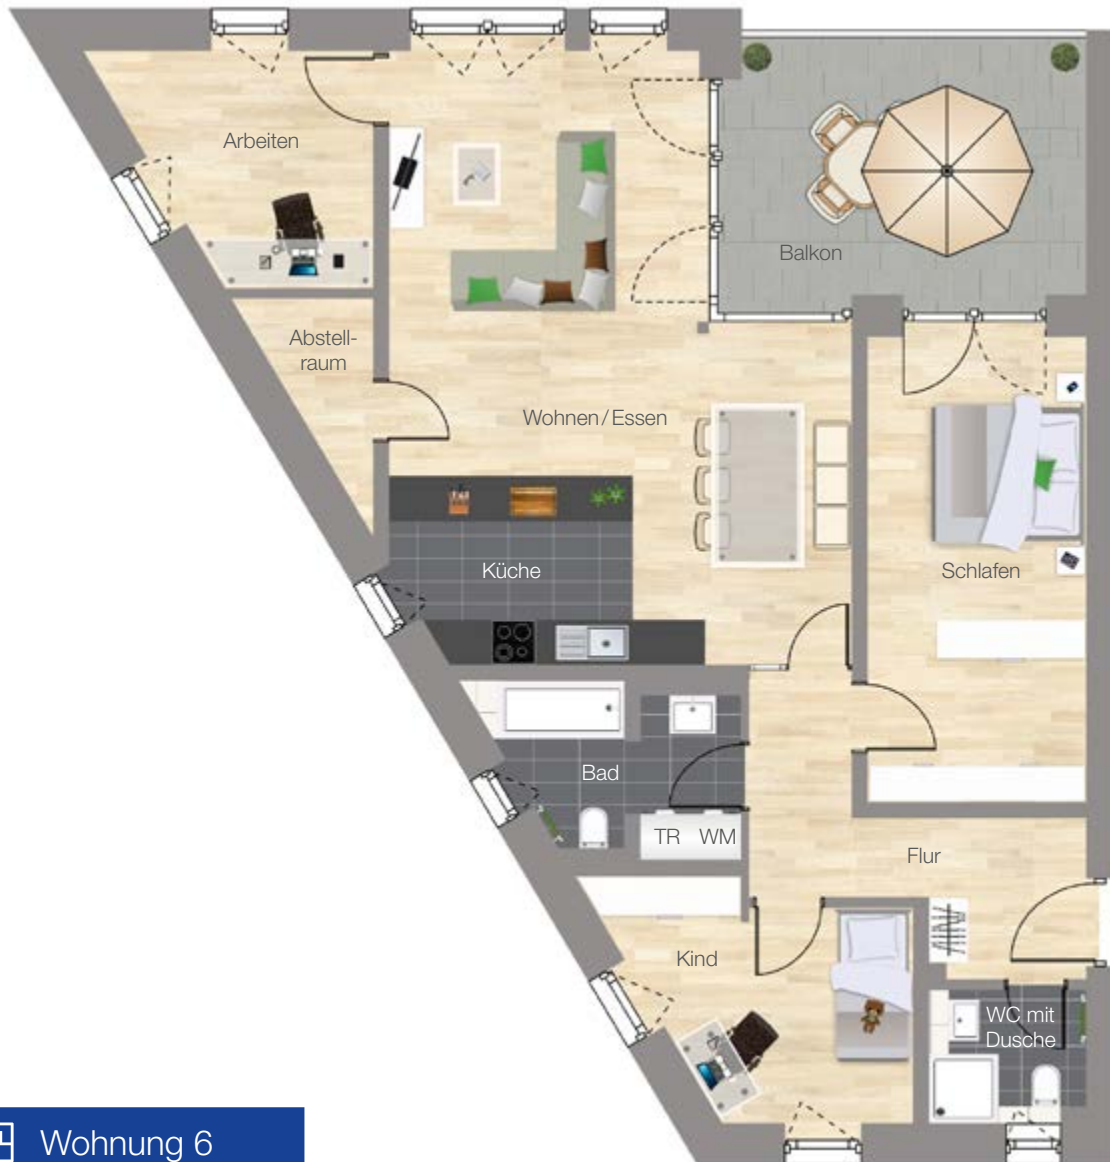 Arbeiten
Balkon
Abstell-
raum
Wohnen/Essen
Küche
Schlafen
Bad
TR WM
Flur
Kind
WC mit
Dusche
Wohnung 6